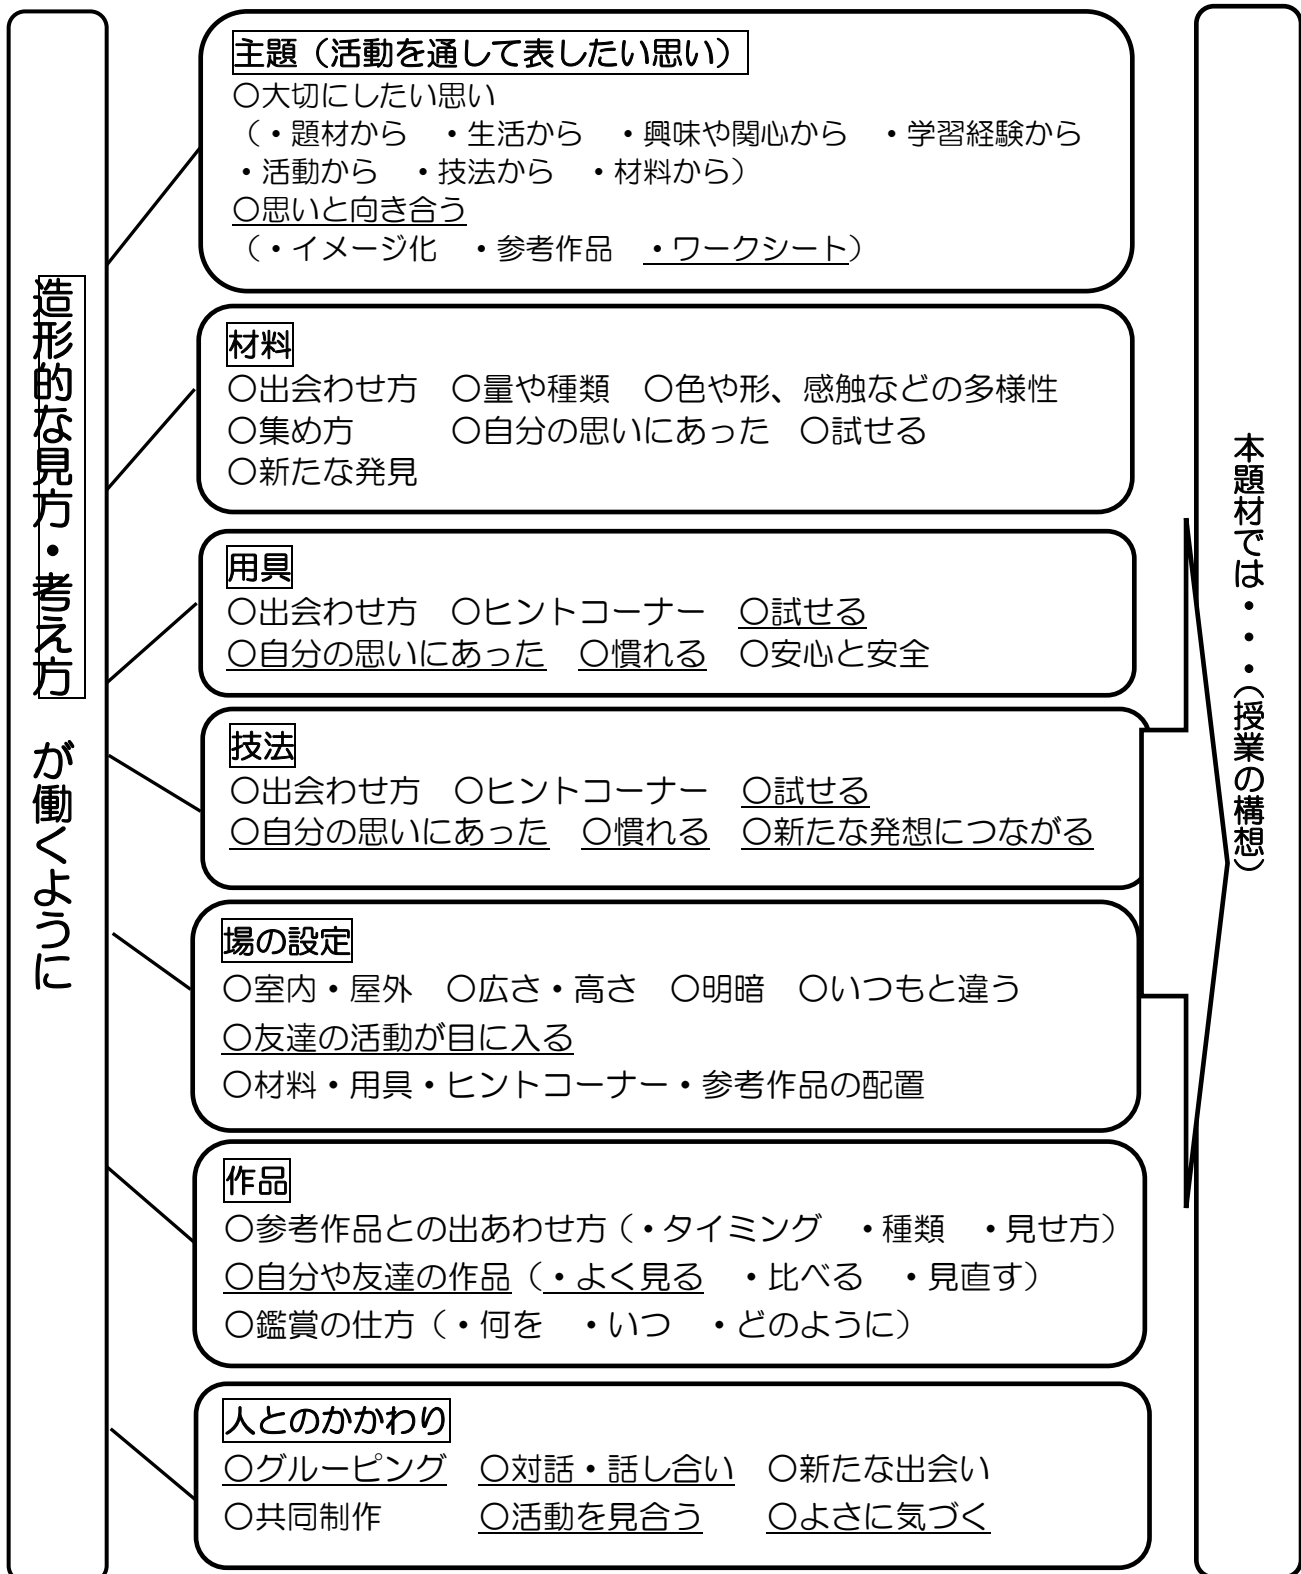 造形的な見方・考え方　が働くように
主題（活動を通して表したい思い）
○大切にしたい思い
（・題材から　・生活から　・興味や関心から　・学習経験から
・活動から　・技法から　・材料から）
○思いと向き合う
（・イメージ化　・参考作品　・ワークシート）
材料
○出会わせ方　○量や種類　○色や形、感触などの多様性
○集め方　　　○自分の思いにあった　○試せる
○新たな発見
用具
○出会わせ方　○ヒントコーナー　○試せる
○自分の思いにあった　○慣れる　○安心と安全
技法
○出会わせ方　○ヒントコーナー　○試せる
○自分の思いにあった　○慣れる　○新たな発想につながる
場の設定
○室内・屋外　○広さ・高さ　○明暗　○いつもと違う
○友達の活動が目に入る
○材料・用具・ヒントコーナー・参考作品の配置
作品
○参考作品との出あわせ方（・タイミング　・種類　・見せ方）
○自分や友達の作品（・よく見る　・比べる　・見直す）
○鑑賞の仕方（・何を　・いつ　・どのように）
人とのかかわり
○グルーピング　○対話・話し合い　○新たな出会い
○共同制作　　　○活動を見合う　　○よさに気づく
本題材では・・・（授業の構想）